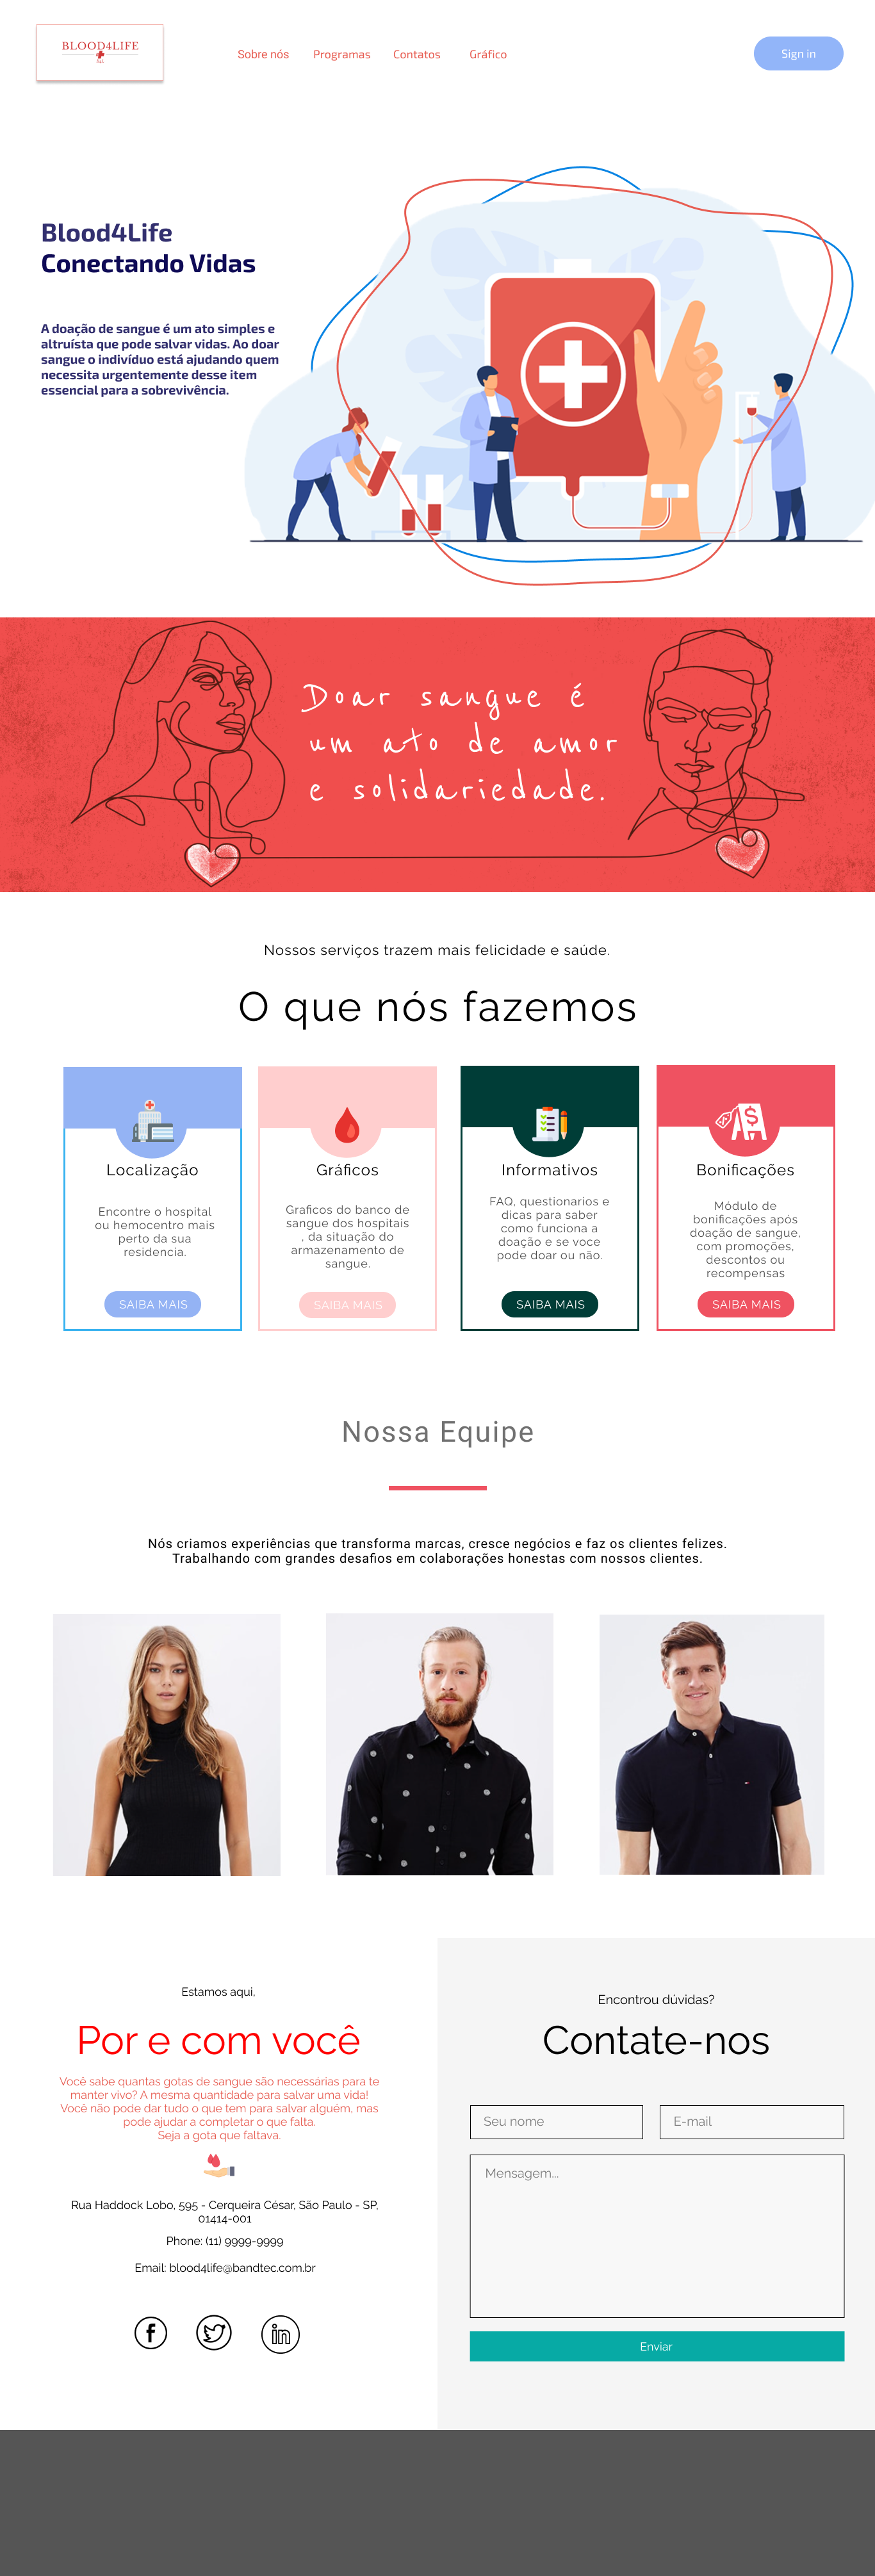 BLOOD4LIFE
Sobre nós
Programas
Contatos
Gráfico
Sign in
Blood4Life
Conectando Vidas
A doação de sangue é um ato simples e
altruísta que pode salvar vidas. Ao doar
sangue o indivíduo está ajudando quem
necessita urgentemente desse item
essencial para a sobrevivência.
Doar sangue é
um ato de amor
e solidariedade.
Nossos serviços trazem mais felicidade e saúde.
O que nós fazemos
Localização
Encontre o hospital
ou hemocentro mais
perto da sua
residencia.
SAIBA MAIS
Gráficos
Graficos do banco de
sangue dos hospitais
, da situação do
armazenamento de
sangue.
SAIBA MAIS
Informativos
FAQ, questionarios e
dicas para saber
como funciona a
doação e se voce
pode doar ou não.
SAIBA MAIS
Bonificações
Módulo de
bonificações após
doação de sangue,
com promoções,
descontos ou
recompensas
SAIBA MAIS
Nossa Equipe
Nós criamos experiências que transforma marcas, cresce negócios e faz os clientes felizes.
Trabalhando com grandes desafios em colaborações honestas com nossos clientes.
Estamos aqui,
Por e com você
Você sabe quantas gotas de sangue são necessárias para te
manter vivo? A mesma quantidade para salvar uma vida!
Você não pode dar tudo o que tem para salvar alguém, mas
pode ajudar a completar o que falta.
Seja a gota que faltava.
Rua Haddock Lobo, 595 - Cerqueira César, São Paulo - SP,
01414-001
Phone: (11) 9999-9999
Email: blood4life@bandtec.com.br
Encontrou dúvidas?
Contate-nos
Seu nome
E-mail
Mensagem...
Enviar